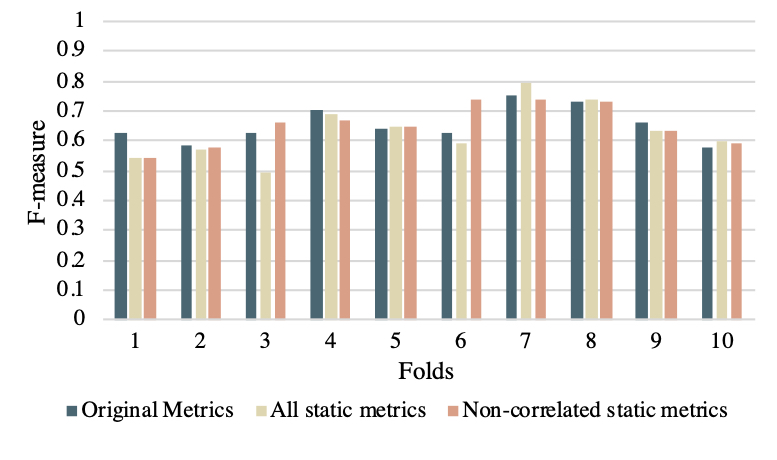 1
0.9
0.8
0.7
0.6
0.5
0.4
0.3
0.2
0.1
0
F-measure
1 2 3 4 5 6 7 8 9 10
Folds
Original Metrics All static metrics Non-correlated static metrics